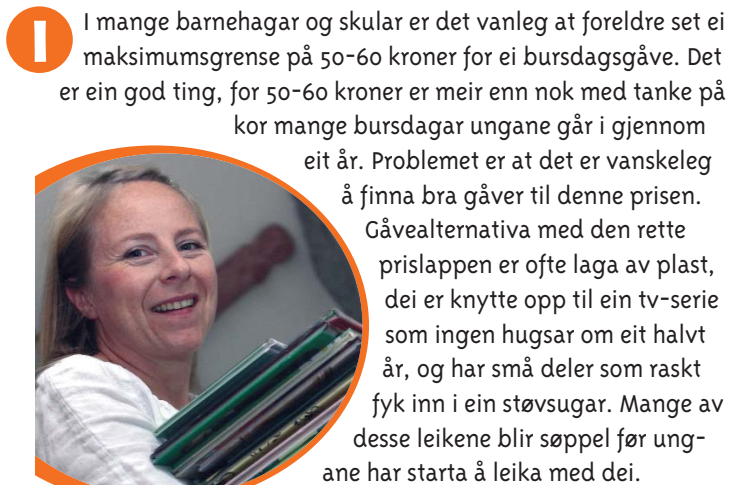 I mange barnehagar og skular er det vanleg at foreldre set ei
maksimumsgrense på 50-60 kroner for ei bursdagsgåve. Det
er ein god ting, for 50-60 kroner er meir enn nok med tanke på
kor mange bursdagar ungane går i gjennom
eit år. Problemet er at det er vanskeleg
å finna bra gåver til denne prisen.
Gåvealternativa med den rette
prislappen er ofte laga av plast,
dei er knytte opp til ein tv-serie
som ingen hugsar om eit halvt
år, og har små deler som raskt
fyk inn i ein støvsugar. Mange av
desse leikene blir søppel før ung-
ane har starta å leika med dei.